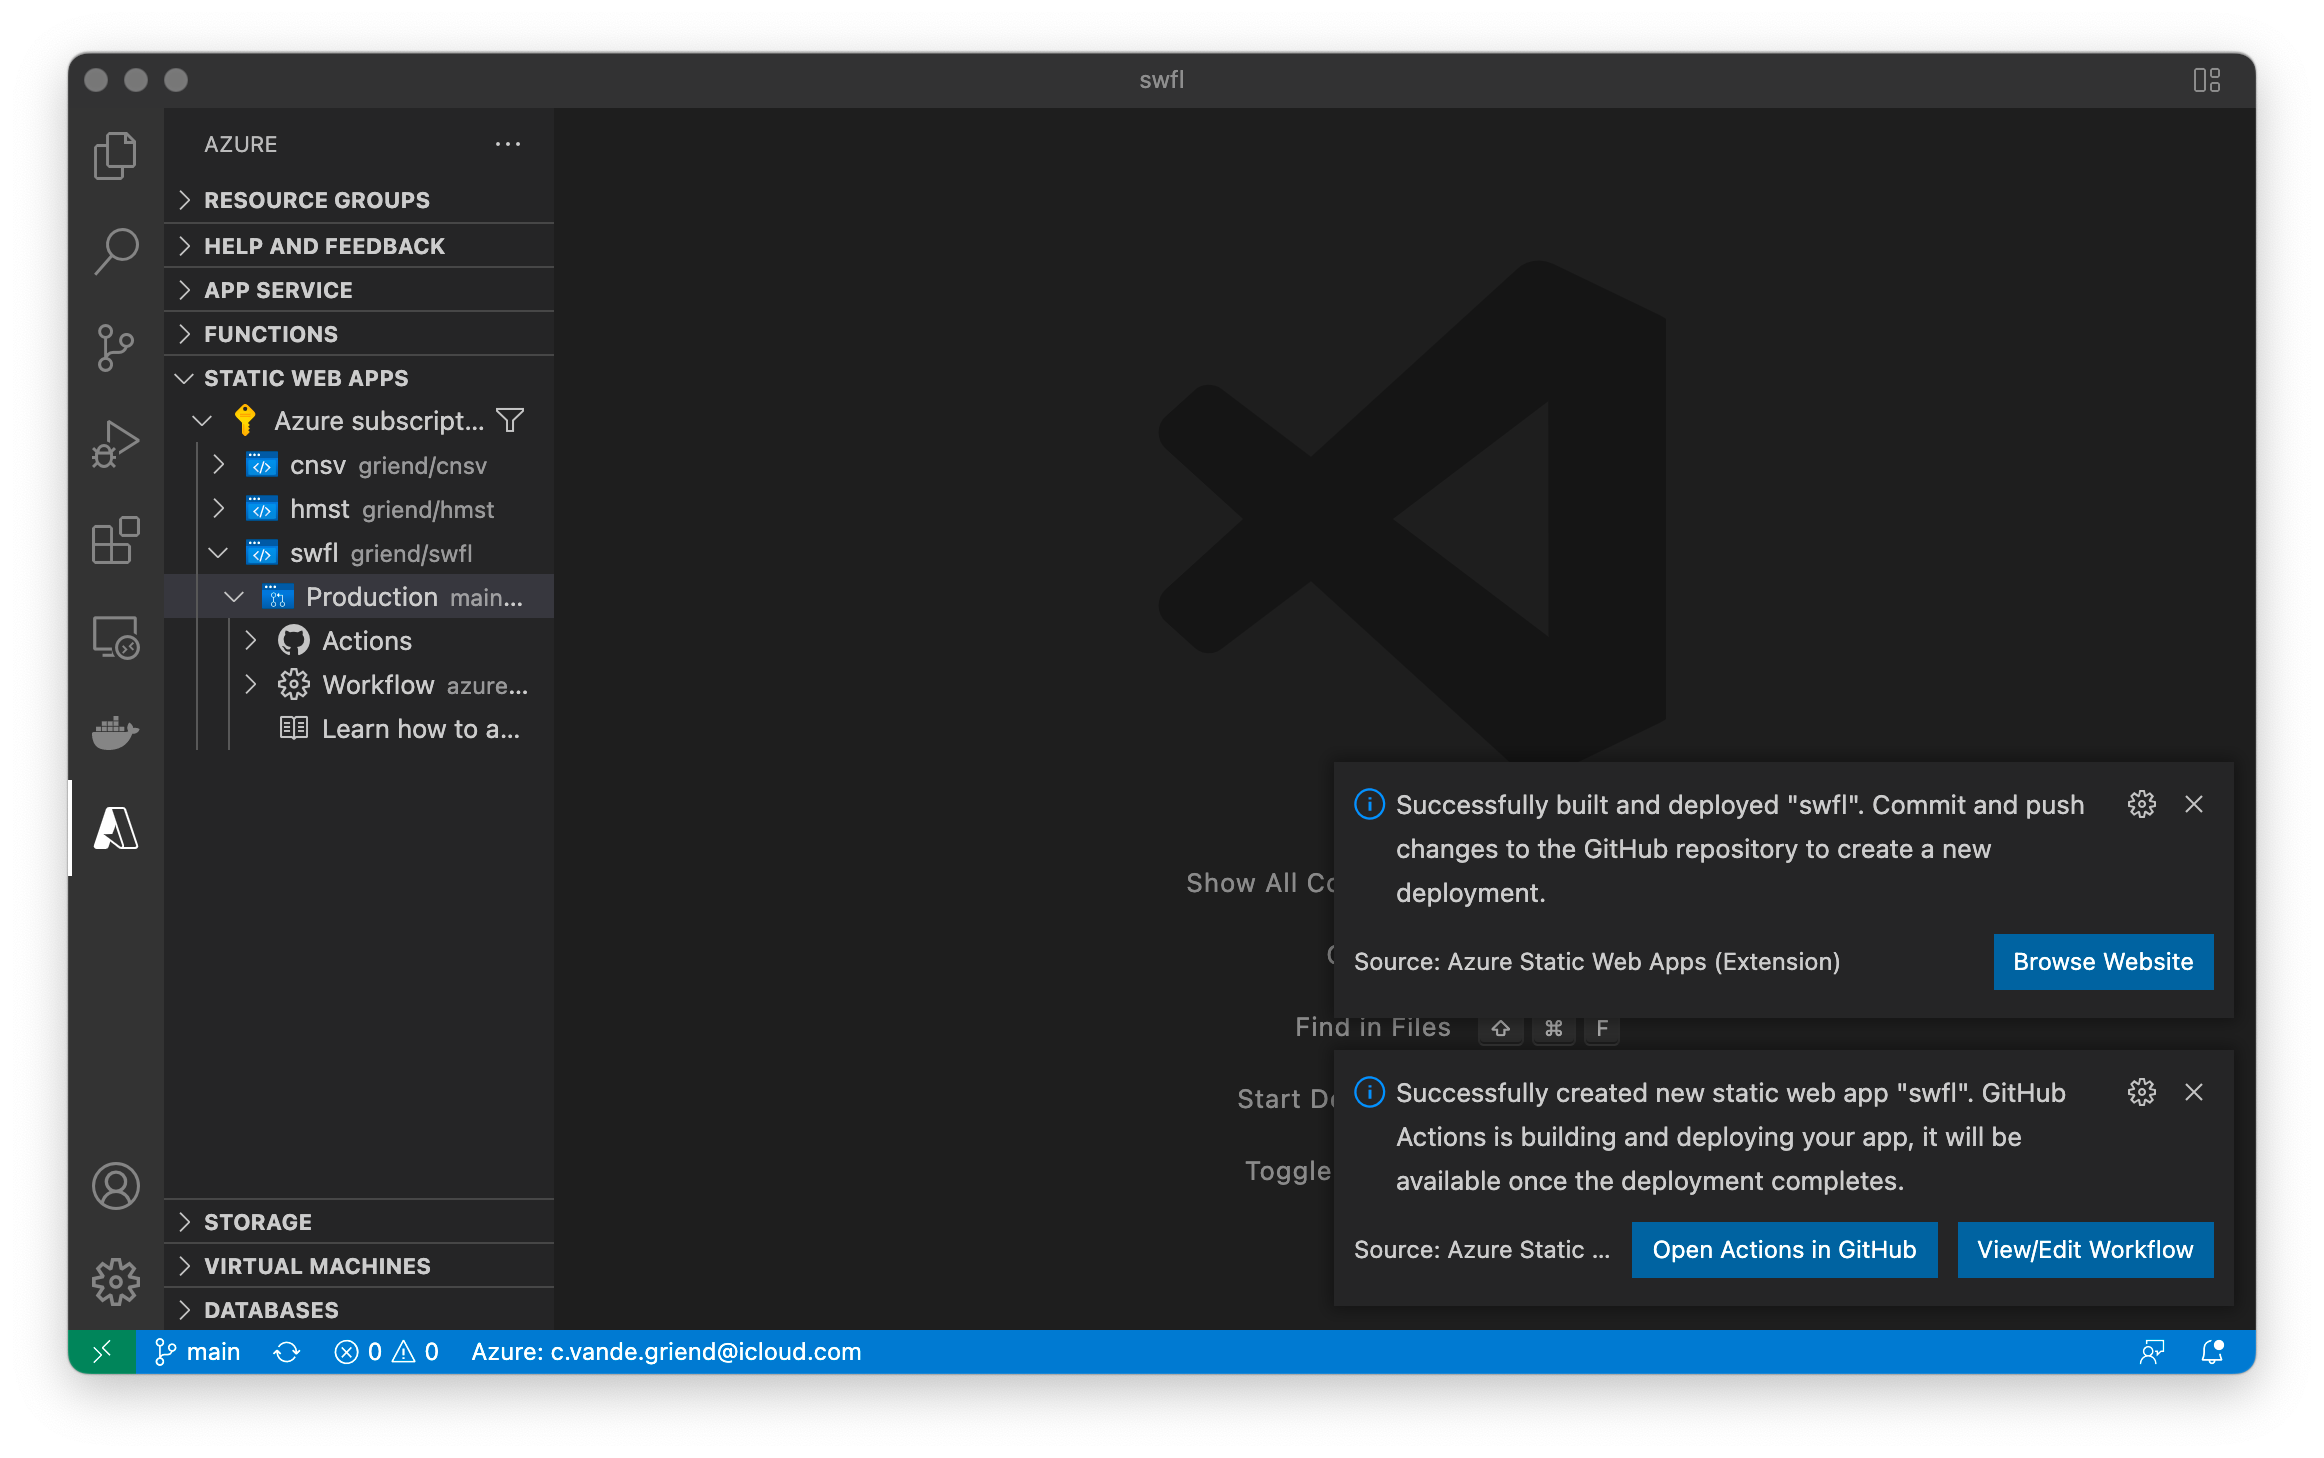 swfl
AZURE
RESOURCE GROUPS
HELP AND FEEDBACK
APP SERVICE
FUNCTIONS
STATIC WEB APPS
Azure subscript...
cnsv griend/cnsv
hmst griend/hmst
swfl griend/swfl
Production main...
Actions
Workflow azure...
Learn how to a...
STORAGE
VIRTUAL MACHINES
DATABASES
Show All
Find in Files ⇧ ⌘ F
Start
Toggle
Successfully built and deployed "swfl". Commit and push
changes to the GitHub repository to create a new
deployment.
Source: Azure Static Web Apps (Extension)
Browse Website
Successfully created new static web app "swfl". GitHub
Actions is building and deploying your app, it will be
available once the deployment completes.
Source: Azure Static ...
Open Actions in GitHub
View/Edit Workflow
main 0 0 Azure: c.vande.griend@icloud.com